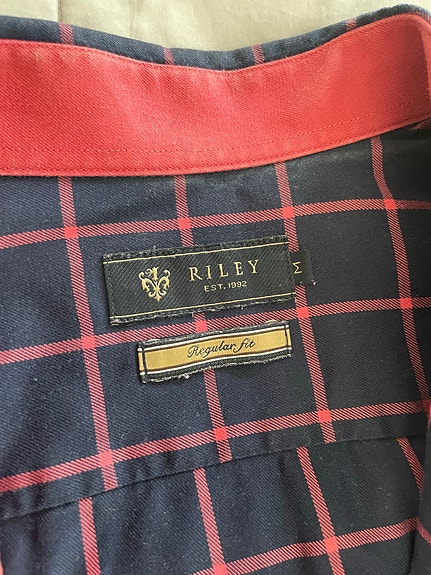 RILEY
EST. 1992
M
Regular fit